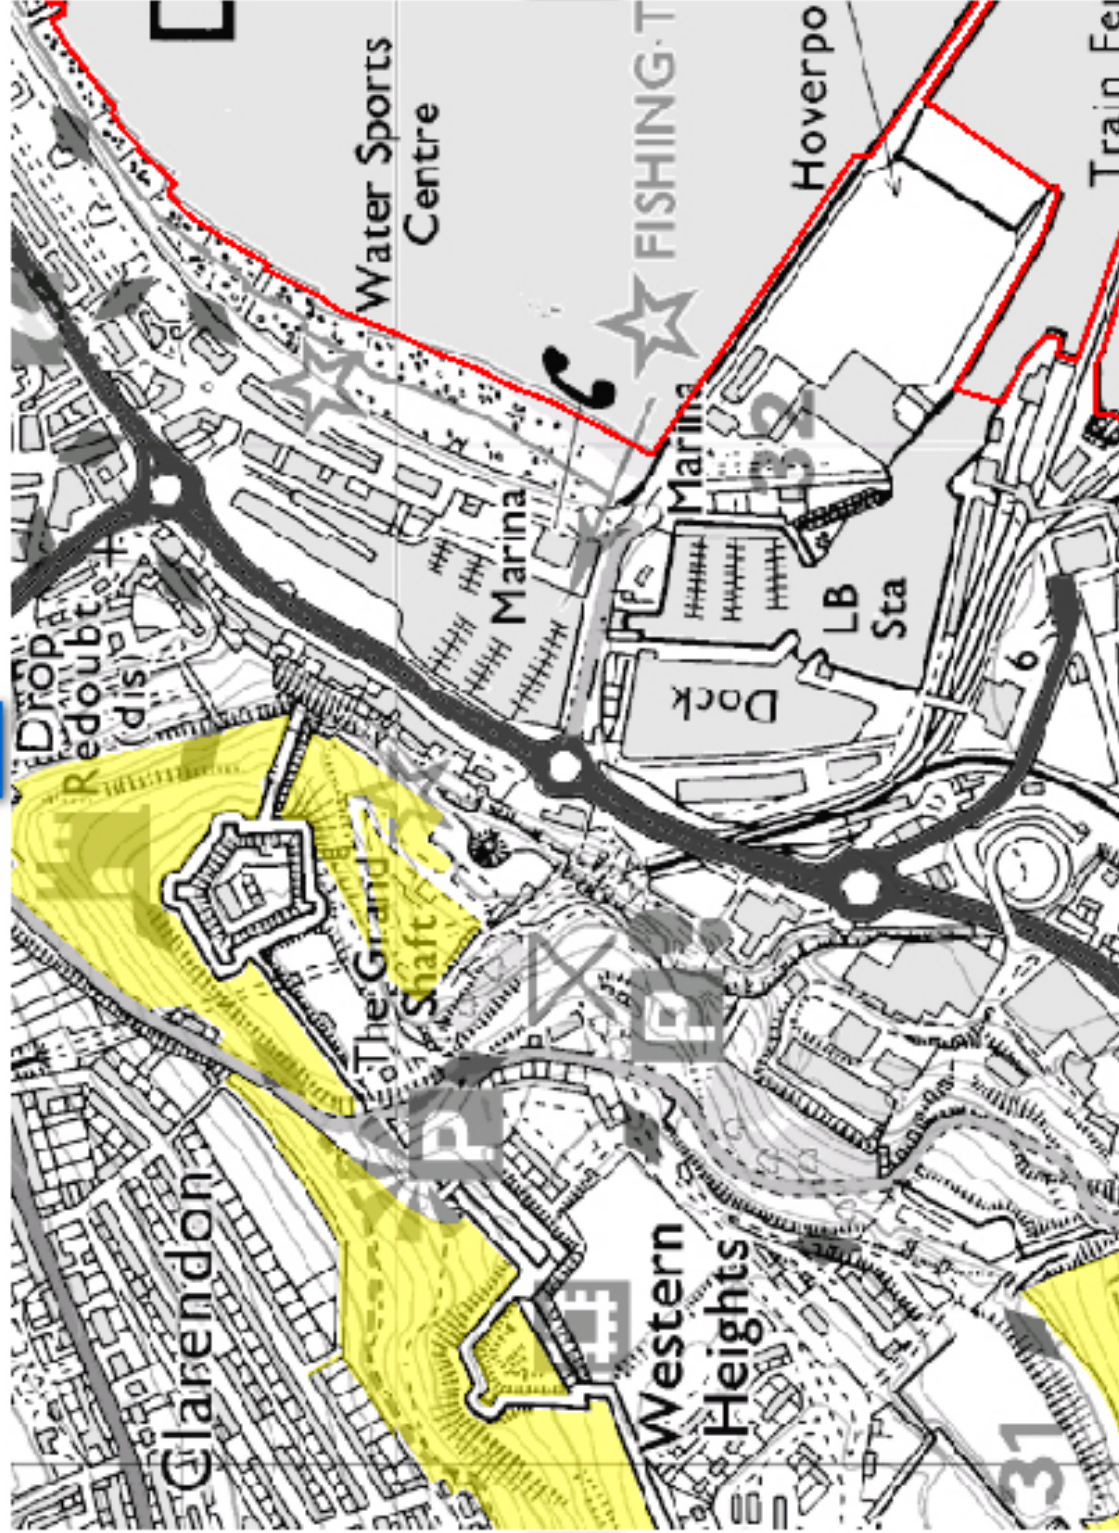 Water Sports
Centre
FISHING·T
Hoverpo
Train Fe
Marina
Marina
32
LB
Sta
Dock
6
Drop
Redoubt
(dis)
The Grand
Shaft
P
P
Clarendon
Western
Heights
31